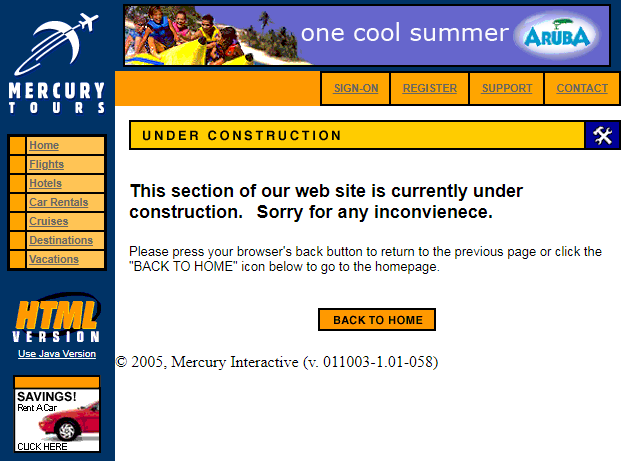 one cool summer
ARUBA
MERCURY
TOURS
SIGN-ON
REGISTER
SUPPORT
CONTACT
Home
Flights
Hotels
Car Rentals
Cruises
Destinations
Vacations
HTML
VERSION
Use Java Version
SAVINGS!
Rent A Car
CLICK HERE
UNDER CONSTRUCTION
This section of our web site is currently under
construction. Sorry for any inconvienece.
Please press your browser's back button to return to the previous page or click the
"BACK TO HOME" icon below to go to the homepage.
BACK TO HOME
© 2005, Mercury Interactive (v. 011003-1.01-058)